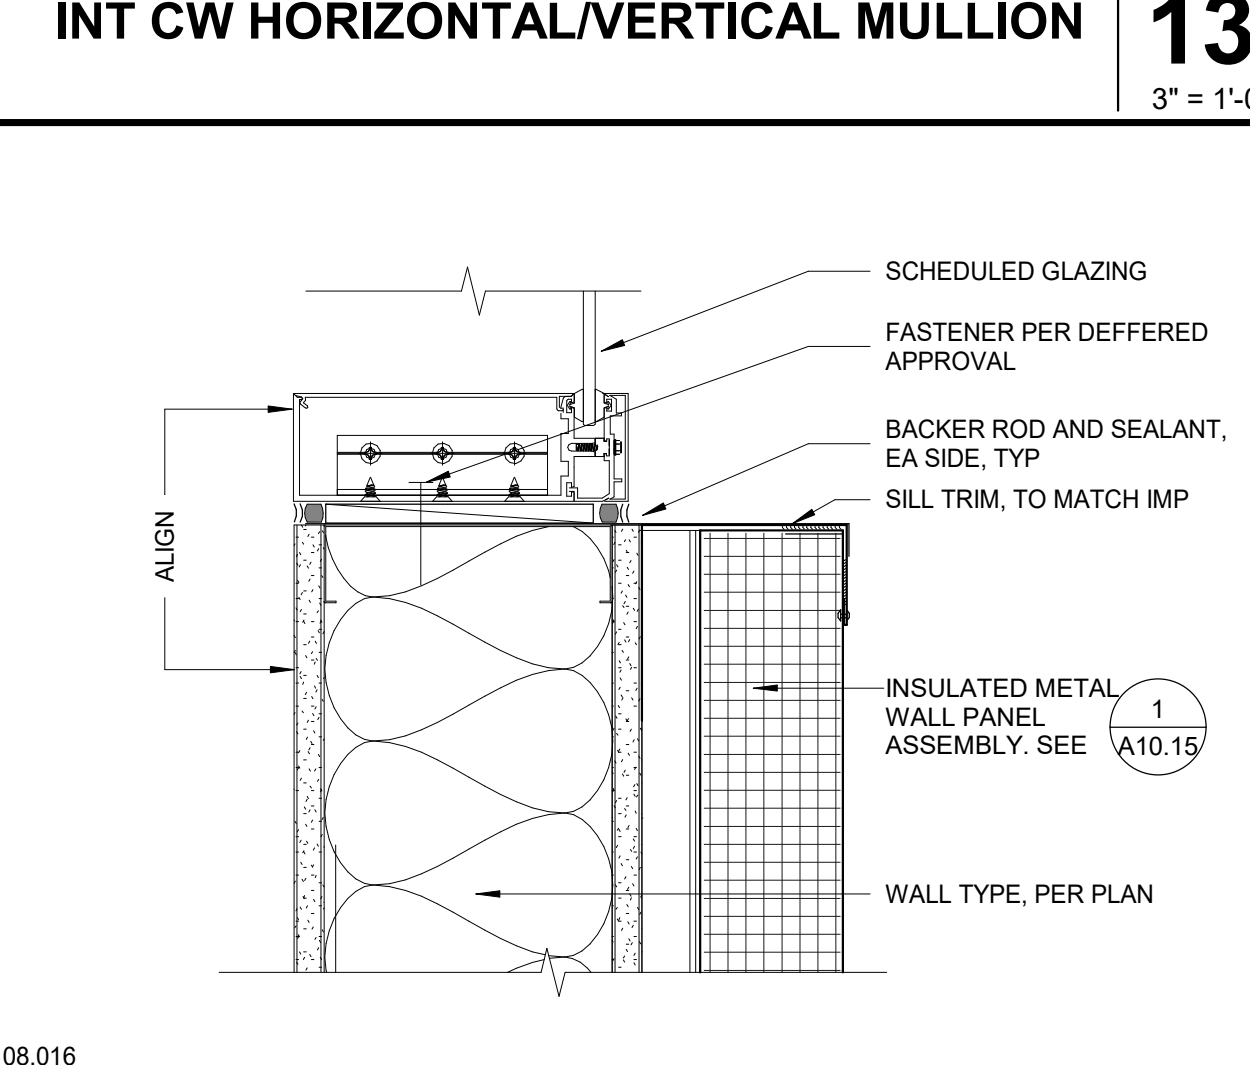 INT CW HORIZONTAL/VERTICAL MULLION
13
3" = 1'-0
SCHEDULED GLAZING
FASTENER PER DEFFERED
APPROVAL
BACKER ROD AND SEALANT,
EA SIDE, TYP
SILL TRIM, TO MATCH IMP
ALIGN
INSULATED METAL
WALL PANEL
ASSEMBLY. SEE
1
A10.15
WALL TYPE, PER PLAN
08.016